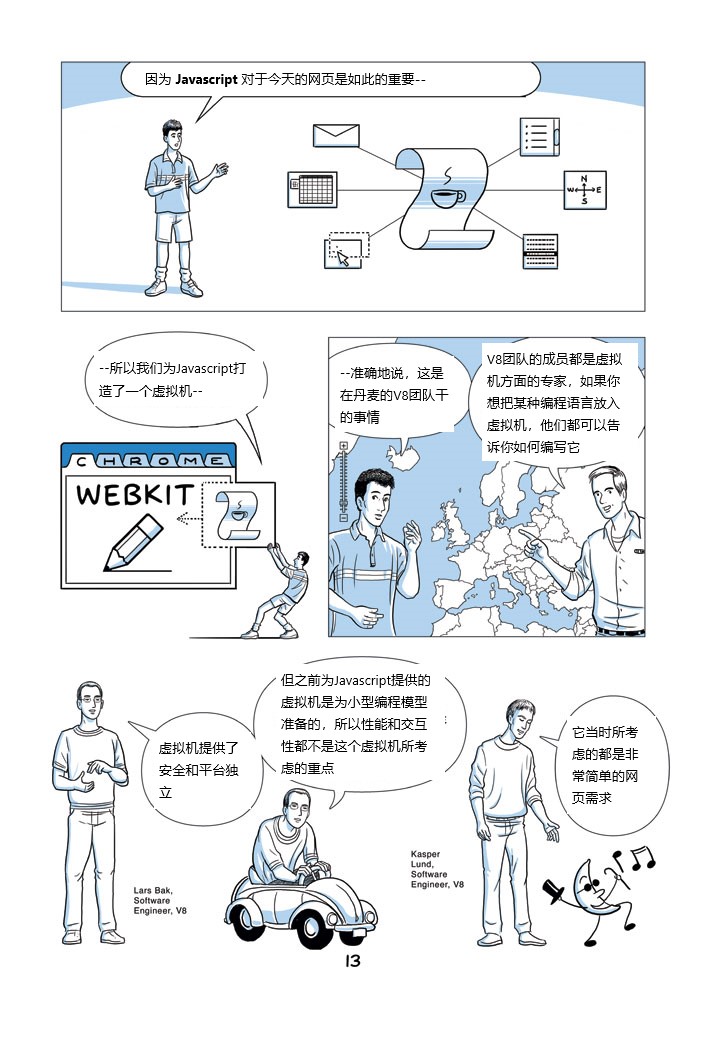 因为 Javascript 对于今天的网页是如此的重要--
N
W E
S
--所以我们为Javascript打
造了一个虚拟机--
CHROME
WEBKIT
--准确地说，这是
在丹麦的V8团队干
的事情
V8团队的成员都是虚拟
机方面的专家，如果你
想把某种编程语言放入
虚拟机，他们都可以告
诉你如何编写它
虚拟机提供了
安全和平台独
立
Lars Bak,
Software
Engineer, V8
但之前为Javascript提供的
虚拟机是为小型编程模型
准备的，所以性能和交互
性都不是这个虚拟机所考
虑的重点
Kasper
Lund,
Software
Engineer, V8
它当时所考
虑的都是非
常简单的网
页需求
13